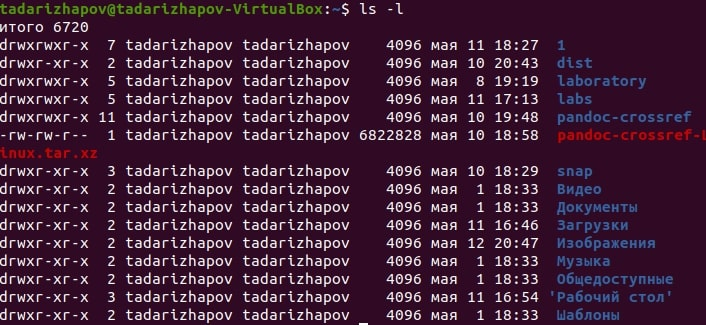 tadarizhapov@tadarizhapov-VirtualBox:~$ ls -l
итого 6720
drwxrwxr-x  7 tadarizhapov tadarizhapov    4096 мая 11 18:27  1
drwxr-xr-x  2 tadarizhapov tadarizhapov    4096 мая 10 20:43  dist
drwxrwxr-x  5 tadarizhapov tadarizhapov    4096 мая  8 19:19  laboratory
drwxrwxr-x  5 tadarizhapov tadarizhapov    4096 мая 11 17:13  labs
drwxrwxr-x 11 tadarizhapov tadarizhapov    4096 мая 10 19:48  pandoc-crossref
-rw-rw-r--  1 tadarizhapov tadarizhapov 6822828 мая 10 18:58  pandoc-crossref-L
inux.tar.xz
drwxr-xr-x  3 tadarizhapov tadarizhapov    4096 мая 10 18:29  snap
drwxr-xr-x  2 tadarizhapov tadarizhapov    4096 мая  1 18:33  Видео
drwxr-xr-x  2 tadarizhapov tadarizhapov    4096 мая  1 18:33  Документы
drwxr-xr-x  2 tadarizhapov tadarizhapov    4096 мая 11 16:46  Загрузки
drwxr-xr-x  2 tadarizhapov tadarizhapov    4096 мая 12 20:47  Изображения
drwxr-xr-x  2 tadarizhapov tadarizhapov    4096 мая  1 18:33  Музыка
drwxr-xr-x  2 tadarizhapov tadarizhapov    4096 мая  1 18:33  Общедоступные
drwxr-xr-x  3 tadarizhapov tadarizhapov    4096 мая 11 16:54 'Рабочий стол'
drwxr-xr-x  2 tadarizhapov tadarizhapov    4096 мая  1 18:33  Шаблоны